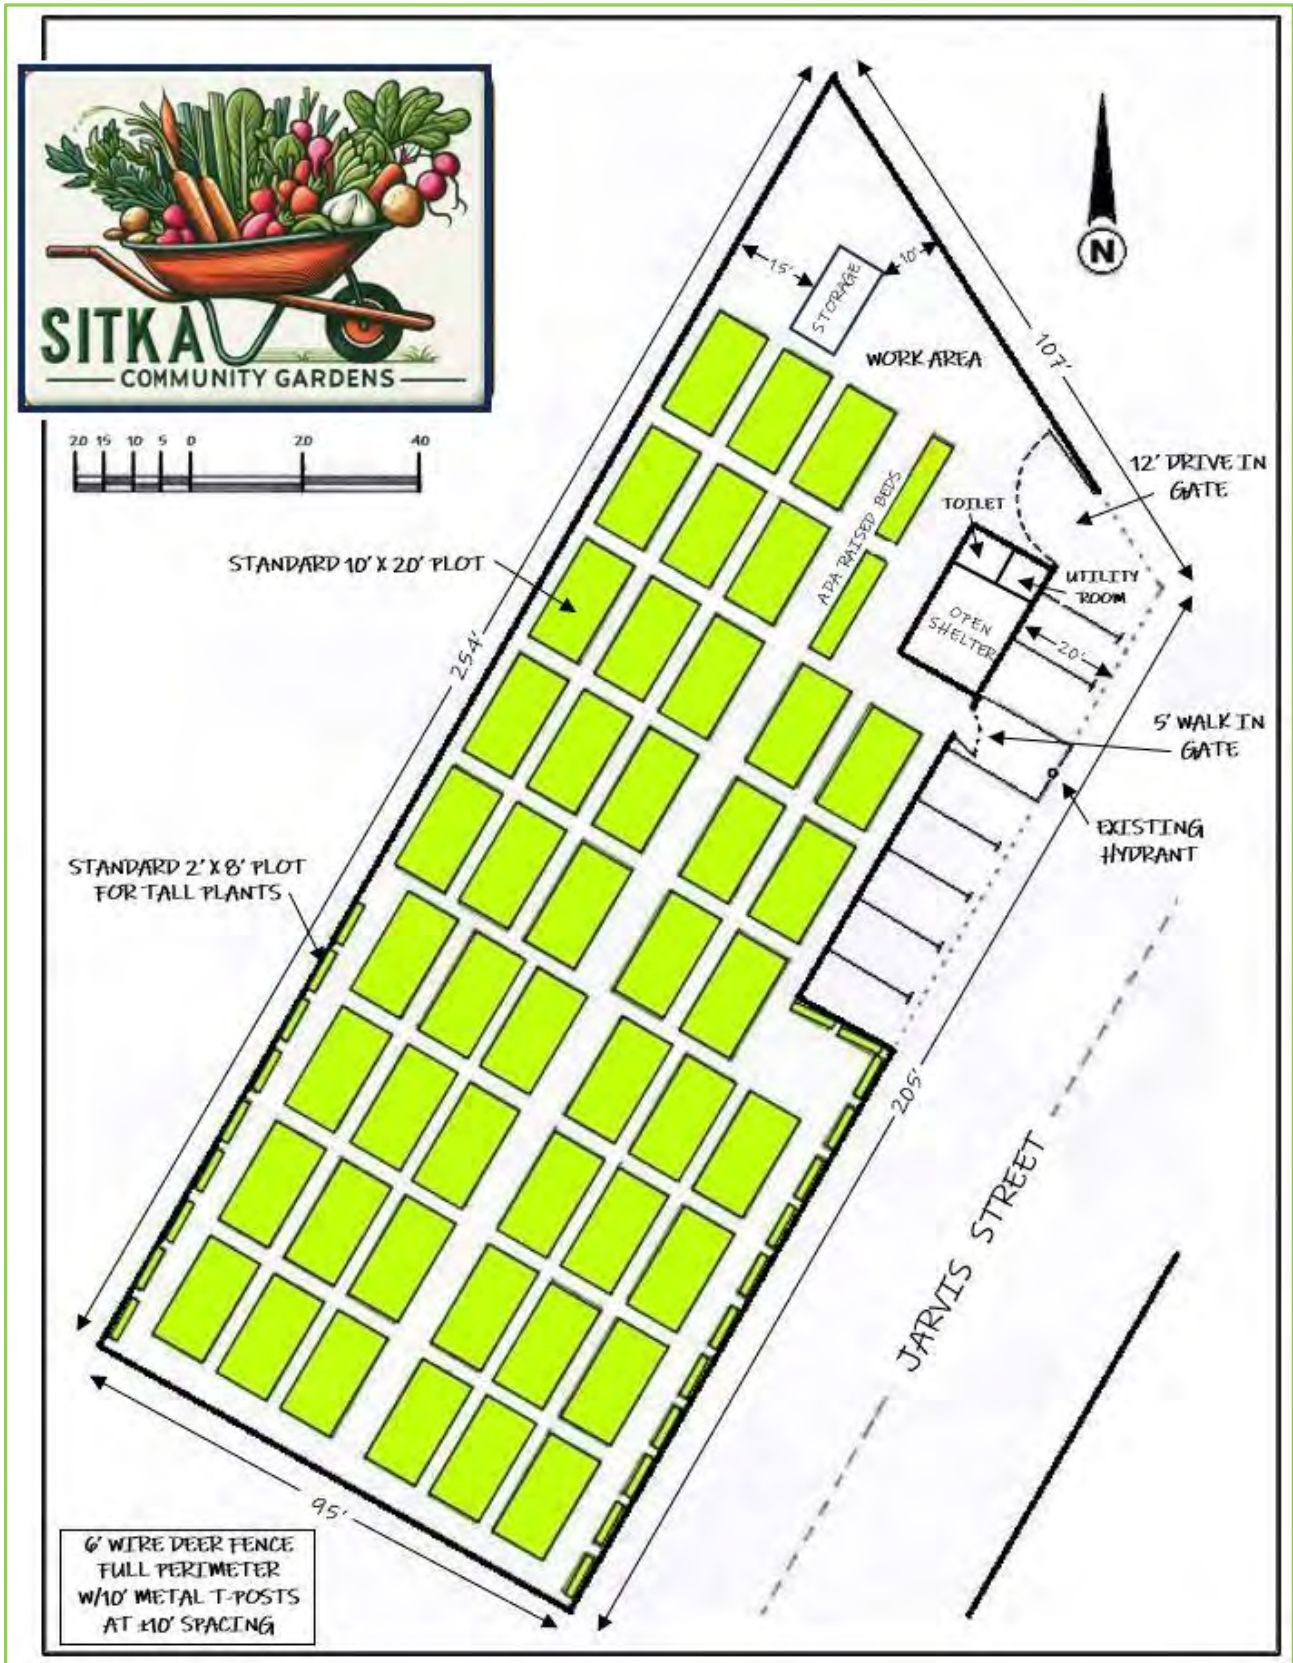 SITKA
COMMUNITY GARDENS
20 15 10 5 0 20 40
N
15'
10'
STORAGE
WORK AREA
107'
12' DRIVE IN
GATE
ADA RAISED BEDS
TOILET
UTILITY
ROOM
OPEN
SHELTER
20'
STANDARD 10' X 20' PLOT
254'
5' WALK IN
GATE
EXISTING
HYDRANT
STANDARD 2' X 8' PLOT
FOR TALL PLANTS
205'
JARVIS STREET
95'
6' WIRE DEER FENCE
FULL PERIMETER
W/10' METAL T-POSTS
AT ±10' SPACING